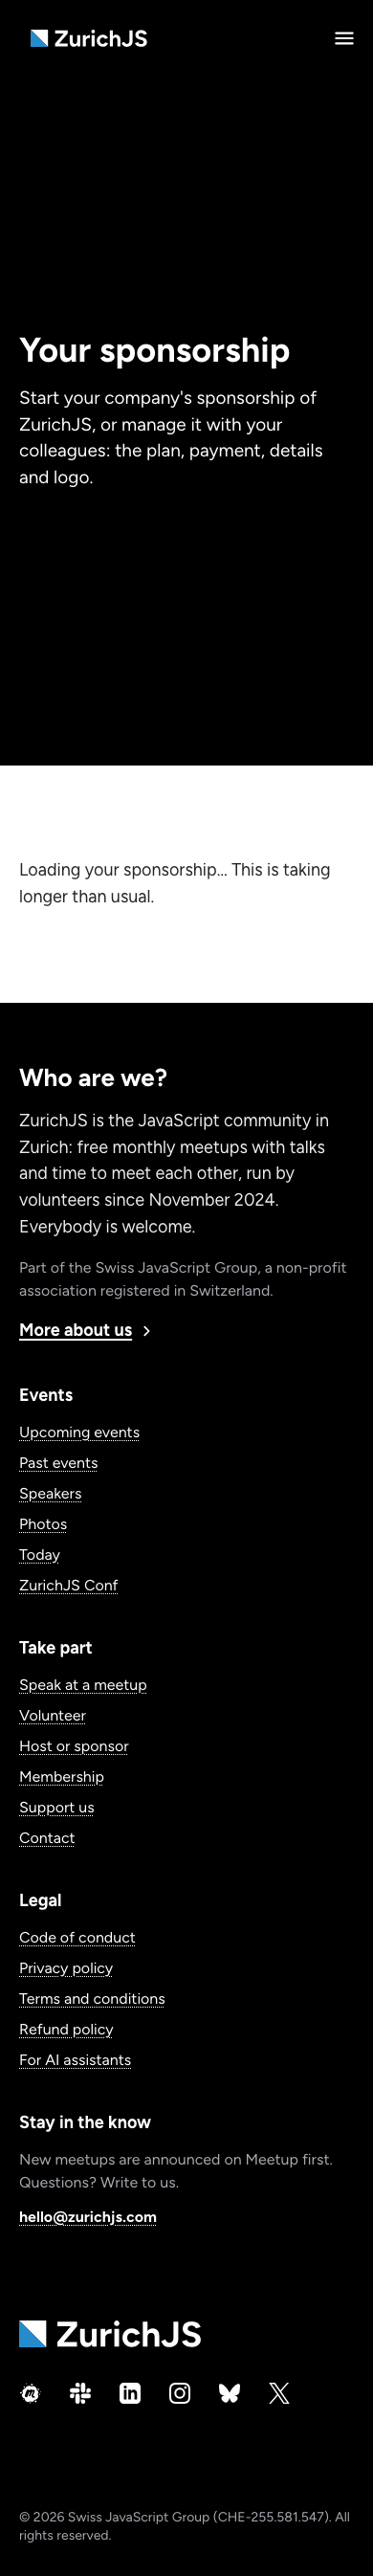 ZurichJS
Your sponsorship
Start your company's sponsorship of
ZurichJS, or manage it with your
colleagues: the plan, payment, details
and logo.
Loading your sponsorship... This is taking
longer than usual.
Who are we?
ZurichJS is the JavaScript community in
Zurich: free monthly meetups with talks
and time to meet each other, run by
volunteers since November 2024.
Everybody is welcome.
Part of the Swiss JavaScript Group, a non-profit
association registered in Switzerland.
More about us
Events
Upcoming events
Past events
Speakers
Photos
Today
ZurichJS Conf
Take part
Speak at a meetup
Volunteer
Host or sponsor
Membership
Support us
Contact
Legal
Code of conduct
Privacy policy
Terms and conditions
Refund policy
For AI assistants
Stay in the know
New meetups are announced on Meetup first.
Questions? Write to us.
hello@zurichjs.com
ZurichJS
© 2026 Swiss JavaScript Group (CHE-255.581.547). All
rights reserved.